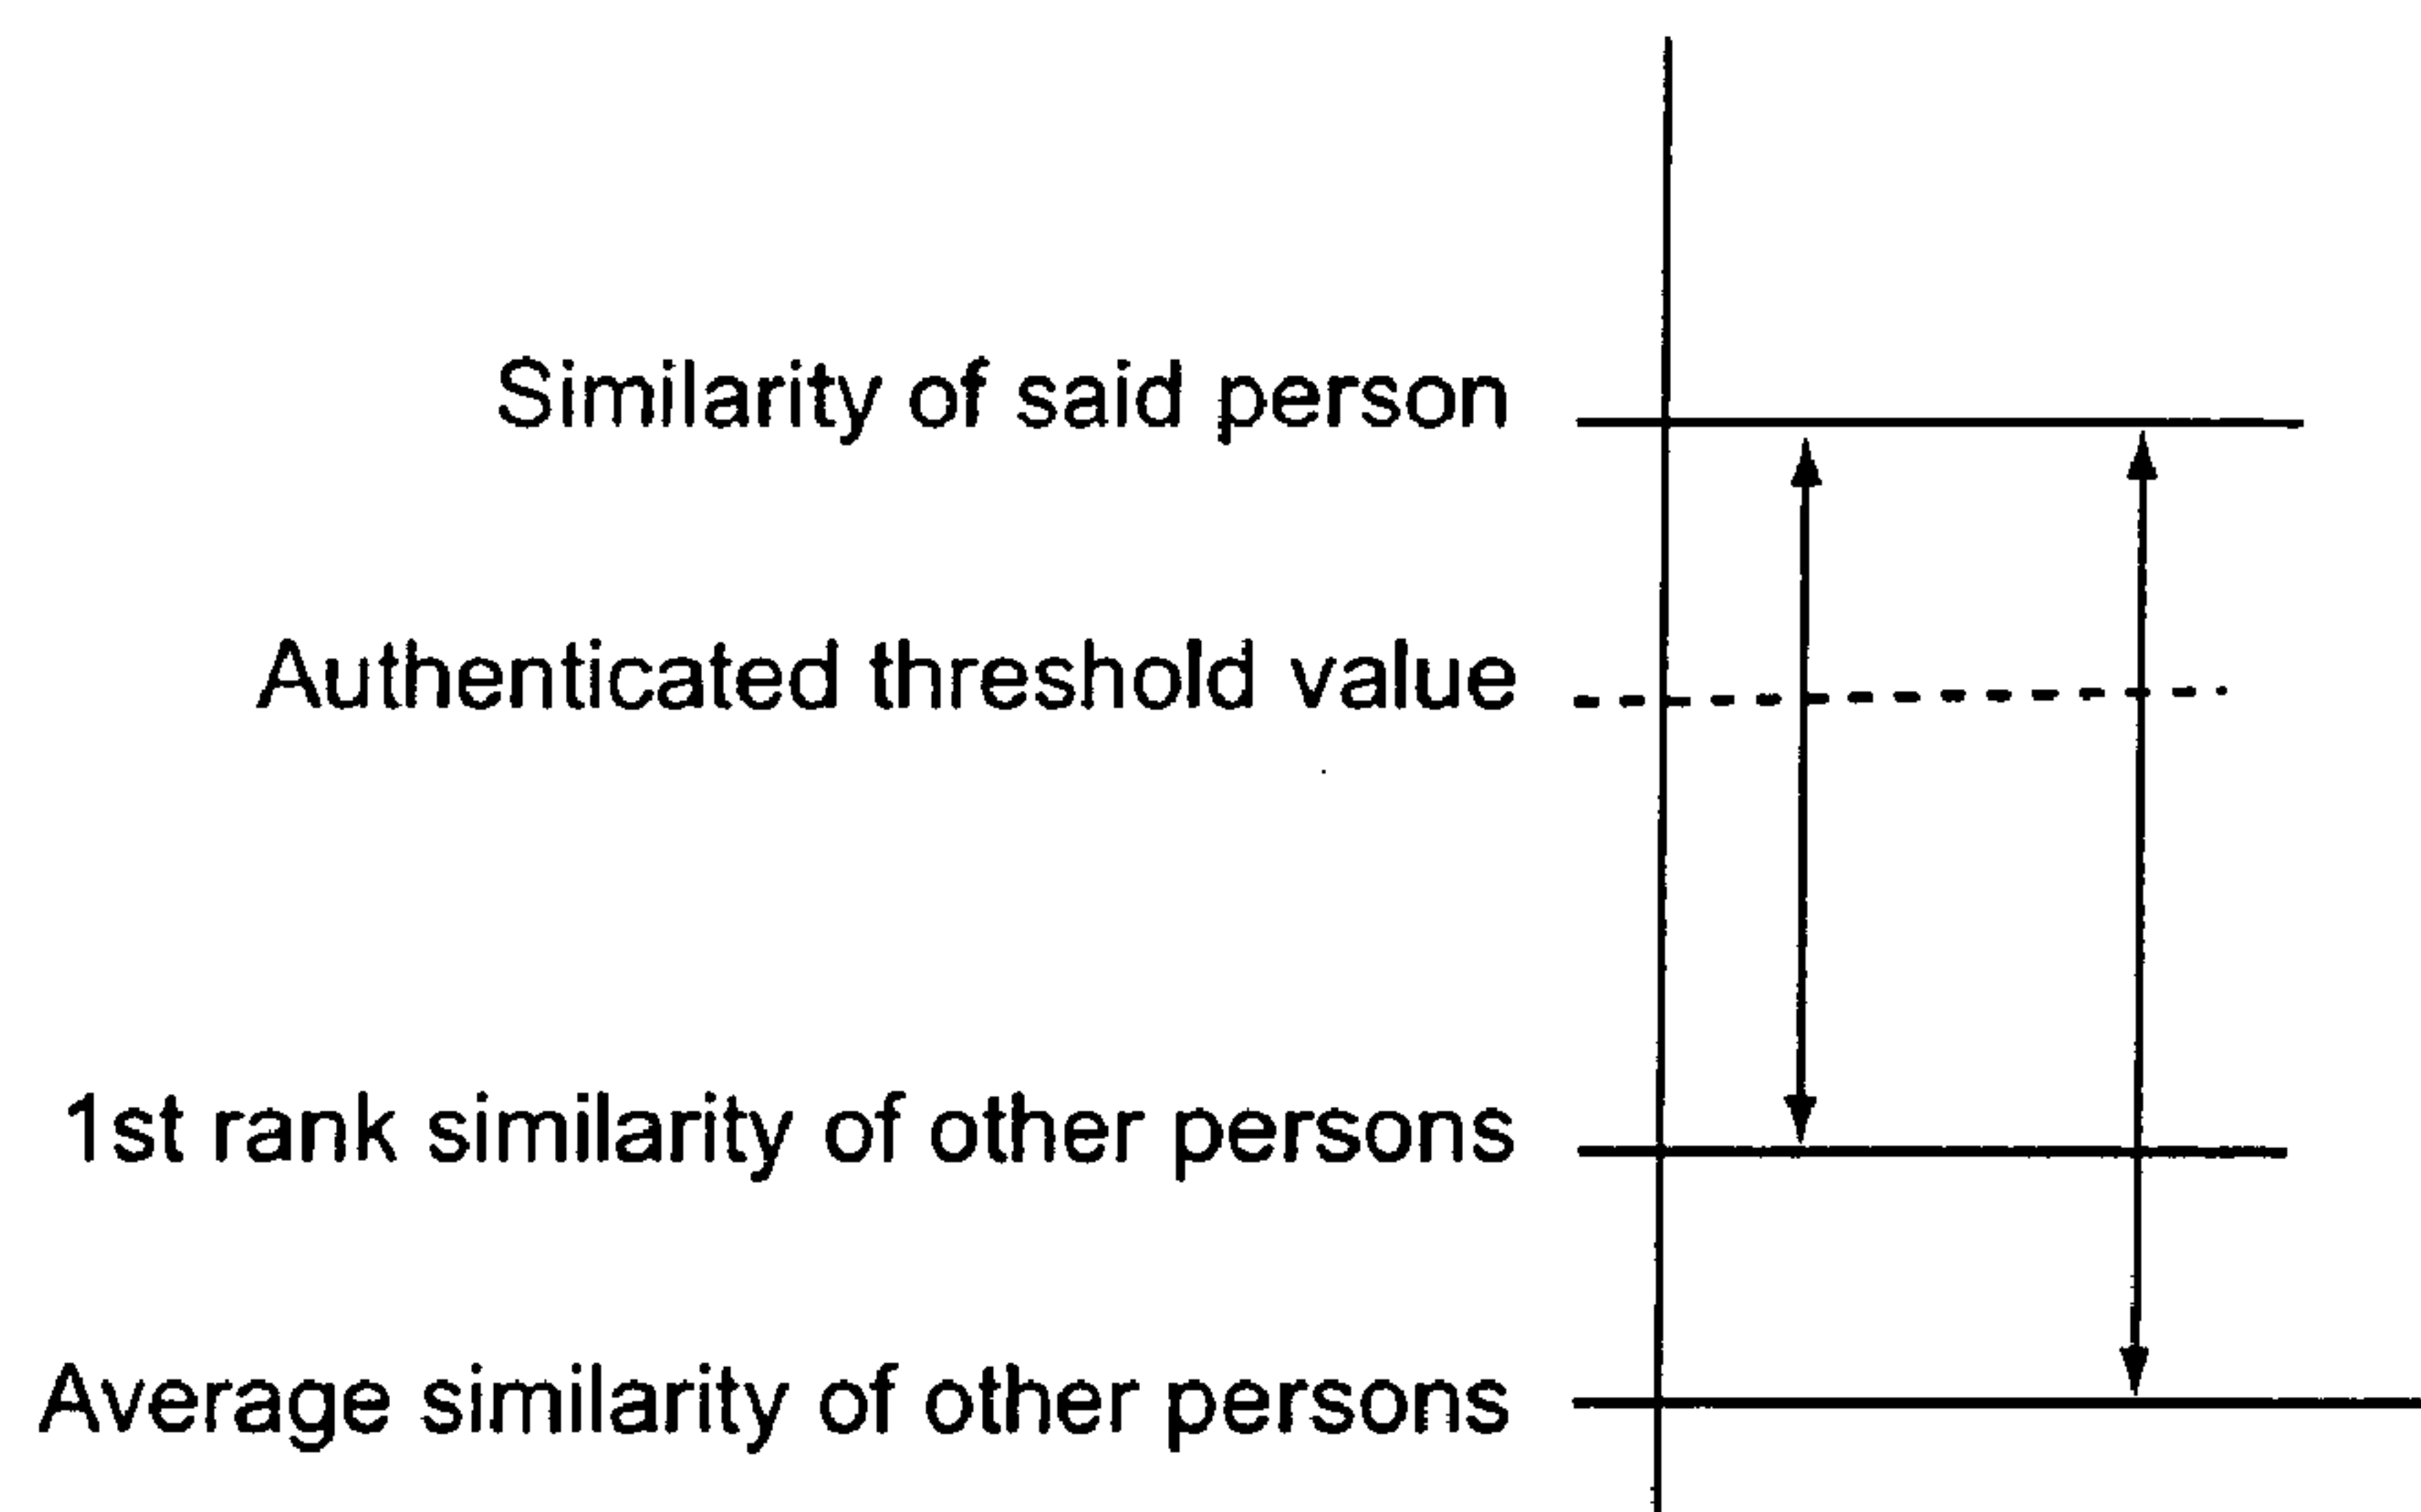 Similarity of said person
Authenticated threshold value
1st rank similarity of other persons
Average similarity of other persons